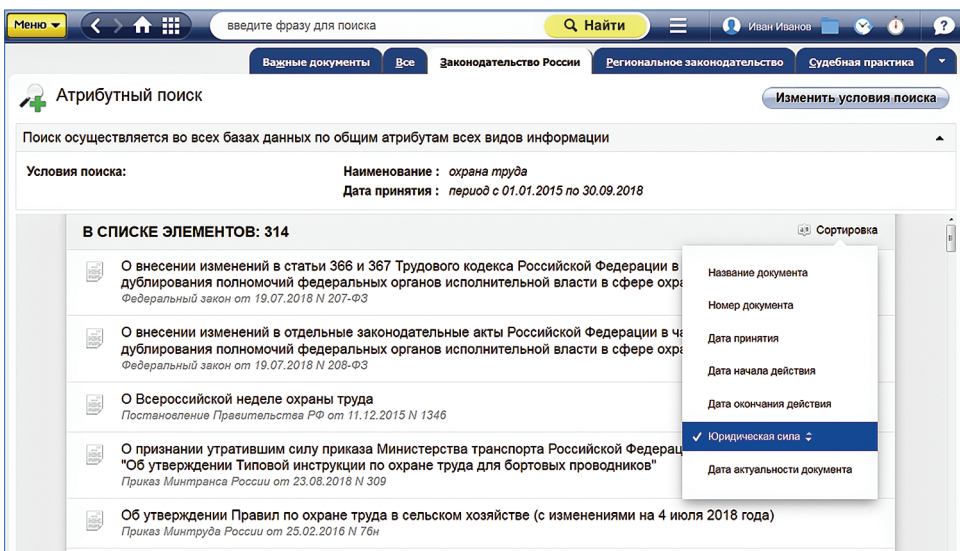 Меню
введите фразу для поиска
Найти
Иван Иванов
?
Важные документы
Все
Законодательство России
Региональное законодательство
Судебная практика
Атрибутный поиск
Изменить условия поиска
Поиск осуществляется во всех базах данных по общим атрибутам всех видов информации
Условия поиска:
Наименование : охрана труда
Дата принятия : период с 01.01.2015 по 30.09.2018
В СПИСКЕ ЭЛЕМЕНТОВ: 314
Сортировка
О внесении изменений в статьи 366 и 367 Трудового кодекса Российской Федерации в
дублирования полномочий федеральных органов исполнительной власти в сфере охра
Федеральный закон от 19.07.2018 N 207-ФЗ
О внесении изменений в отдельные законодательные акты Российской Федерации в ча
дублирования полномочий федеральных органов исполнительной власти в сфере охра
Федеральный закон от 19.07.2018 N 208-ФЗ
О Всероссийской неделе охраны труда
Постановление Правительства РФ от 11.12.2015 N 1346
О признании утратившим силу приказа Министерства транспорта Российской Федерац
"Об утверждении Типовой инструкции по охране труда для бортовых проводников"
Приказ Минтранса России от 23.08.2018 N 309
Об утверждении Правил по охране труда в сельском хозяйстве (с изменениями на 4 июля 2018 года)
Приказ Минтруда России от 25.02.2016 N 76н
Название документа
Номер документа
Дата принятия
Дата начала действия
Дата окончания действия
Юридическая сила
Дата актуальности документа